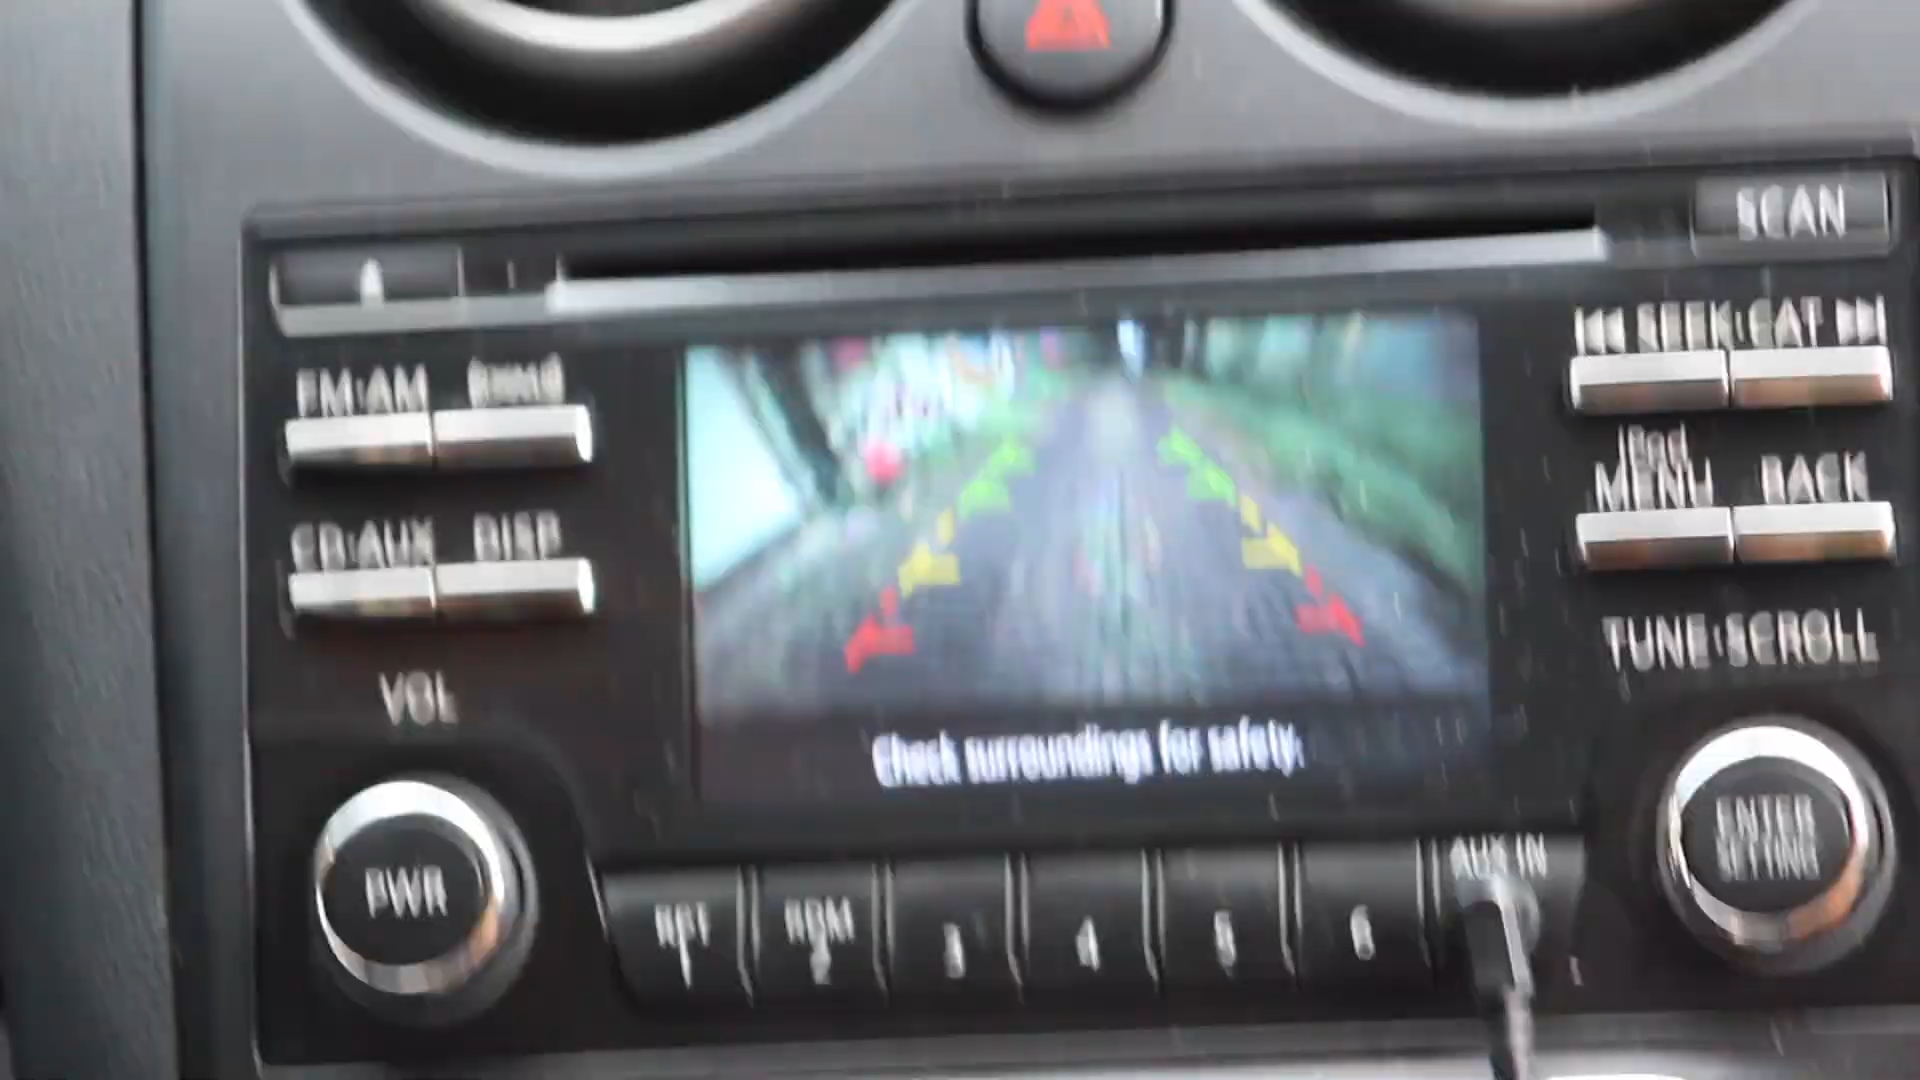 SCAN
SEEK·CAT
FM·AM
iPod
MENU
BACK
CD·AUX
DISP
TUNE·SCROLL
VOL
Check surroundings for safety.
ENTER
SETTING
AUX IN
PWR
RPT
1
RDM
2
3
4
5
6